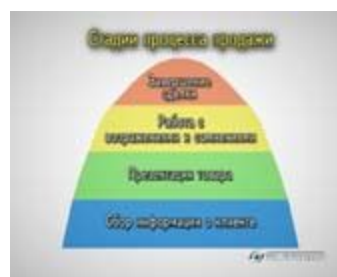 Стадии процесса продажи
Завершение
сделки
Работа с
возражениями и сомнениями
Презентация товара
Сбор информации о клиенте